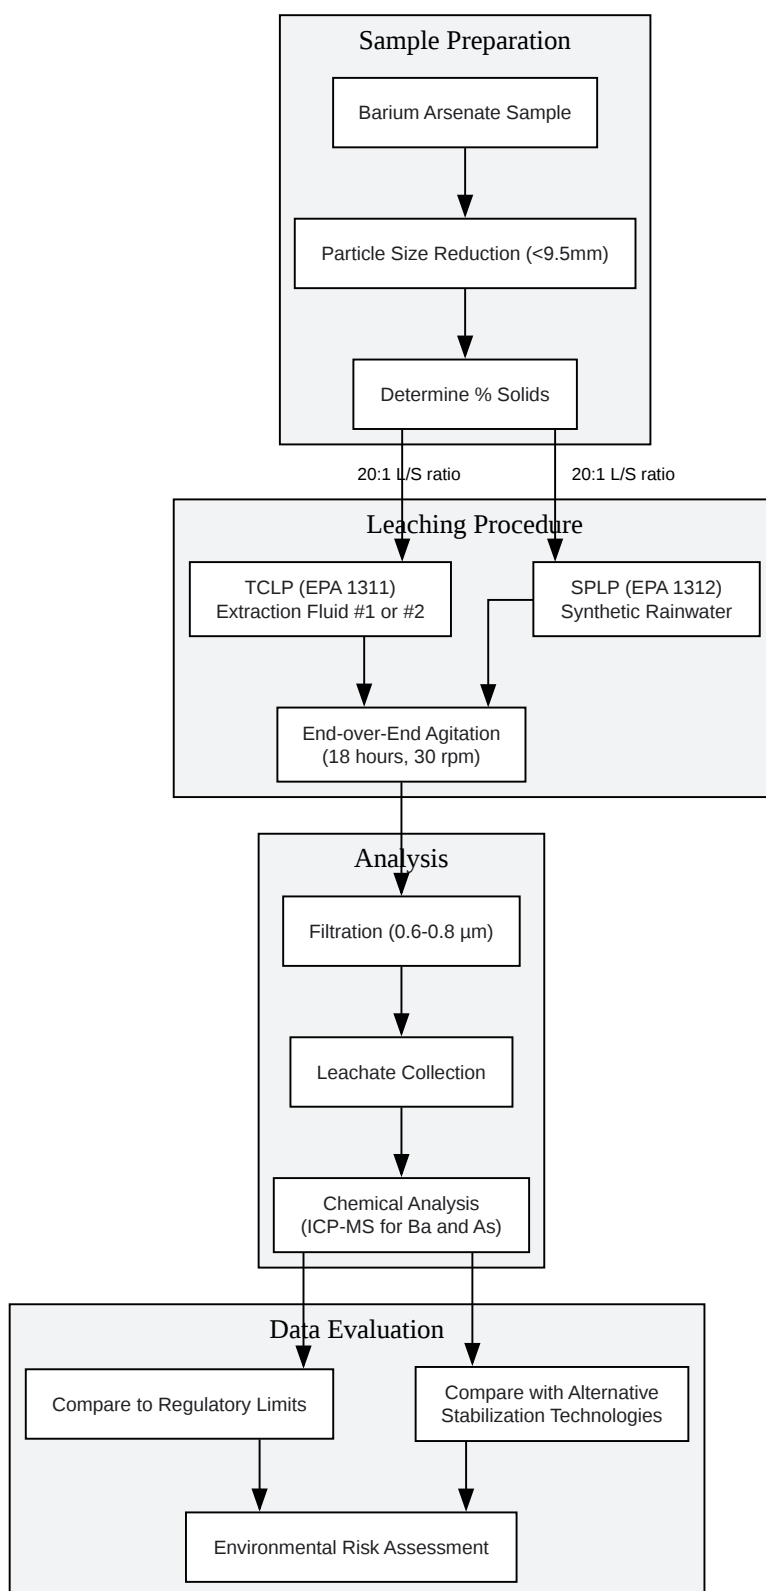 Sample Preparation
Barium Arsenate Sample
Particle Size Reduction (<9.5mm)
Determine % Solids
20:1 L/S ratio
20:1 L/S ratio
Leaching Procedure
TCLP (EPA 1311)
Extraction Fluid #1 or #2
SPLP (EPA 1312)
Synthetic Rainwater
End-over-End Agitation
(18 hours, 30 rpm)
Analysis
Filtration (0.6-0.8 µm)
Leachate Collection
Chemical Analysis
(ICP-MS for Ba and As)
Data Evaluation
Compare to Regulatory Limits
Compare with Alternative
Stabilization Technologies
Environmental Risk Assessment